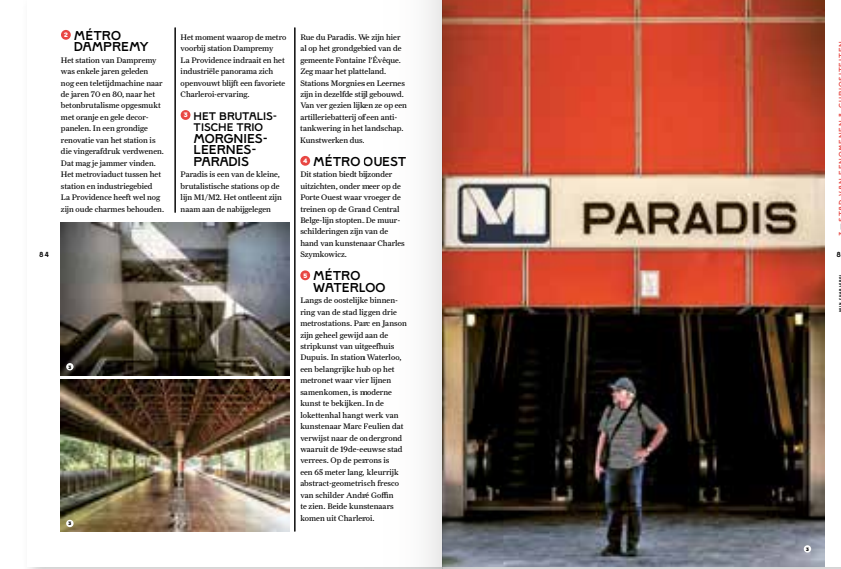 2 MÉTRO
DAMPREMY
Het station van Dampremy
was enkele jaren geleden
nog een teletijdmachine naar
de jaren 70 en 80, naar het
betonbrutalisme opgesmukt
met oranje en gele decor-
panelen. In een grondige
renovatie van het station is
die vingerafdruk verdwenen.
Dat mag je jammer vinden.
Het metroviaduct tussen het
station en industriegebied
La Providence heeft wel nog
zijn oude charmes behouden.
Het moment waarop de metro
voorbij station Dampremy
La Providence indraait en het
industriële panorama zich
openvouwt blijft een favoriete
Charleroi-ervaring.
3 HET BRUTALIS-
TISCHE TRIO
MORGNIES-
LEERNES-
PARADIS
Paradis is een van de kleine,
brutalistische stations op de
lijn M1/M2. Het ontleent zijn
naam aan de nabijgelegen
Rue du Paradis. We zijn hier
al op het grondgebied van de
gemeente Fontaine l'Évêque.
Zeg maar het platteland.
Stations Morgnies en Leernes
zijn in dezelfde stijl gebouwd.
Van ver gezien lijken ze op een
artilleriebatterij of een anti-
tankwering in het landschap.
Kunstwerken dus.
4 MÉTRO OUEST
Dit station biedt bijzonder
uitzichten, onder meer op de
Porte Ouest waar vroeger de
treinen op de Grand Central
Belge-lijn stopten. De muur-
schilderingen zijn van de
hand van kunstenaar Charles
Szymkowicz.
5 MÉTRO
WATERLOO
Langs de oostelijke binnen-
ring van de stad liggen drie
metrostations. Parc en Janson
zijn geheel gewijd aan de
stripkunst van uitgeefhuis
Dupuis. In station Waterloo,
een belangrijke hub op het
metronet waar vier lijnen
samenkomen, is moderne
kunst te bekijken. In de
lokettenhal hangt werk van
kunstenaar Marc Feulien dat
verwijst naar de ondergrond
waaruit de 19de-eeuwse stad
verrees. Op de perrons is
een 65 meter lang, kleurrijk
abstract-geometrisch fresco
van schilder André Goffin
te zien. Beide kunstenaars
komen uit Charleroi.
84
3
3
M PARADIS
3
8